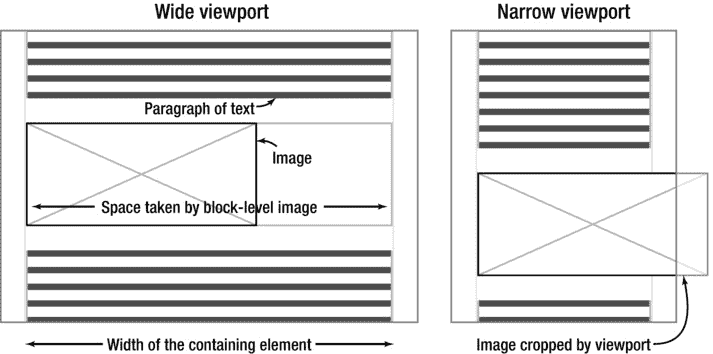 Wide viewport
Narrow viewport
Paragraph of text
Image
Space taken by block-level image
Width of the containing element
Image cropped by viewport